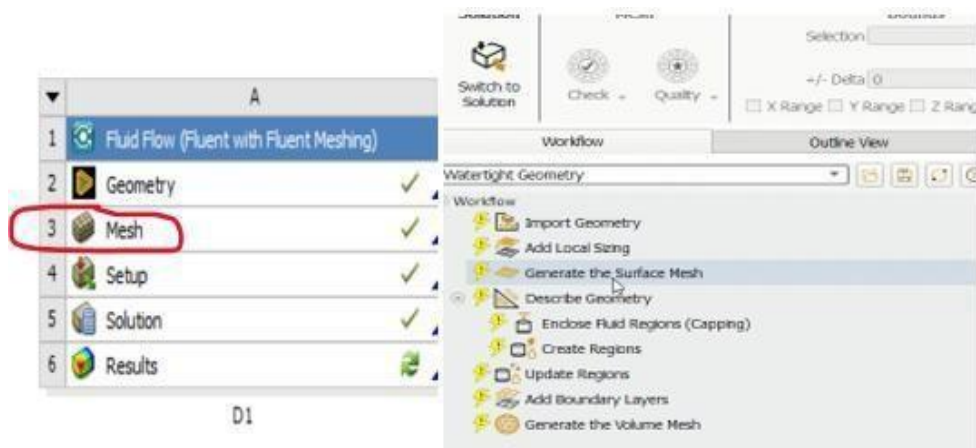 A
1 Fluid Flow (Fluent with Fluent Meshing)
2 Geometry
3 Mesh
4 Setup
5 Solution
6 Results
D1
Solution
Selection
Switch to
Solution
Check
Quality
+/- Delta 0
X Range Y Range Z Rang
Workflow
Outline View
Watertight Geometry
Workflow
Import Geometry
Add Local Sizing
Generate the Surface Mesh
Describe Geometry
Enclose Fluid Regions (Capping)
Create Regions
Update Regions
Add Boundary Layers
Generate the Volume Mesh